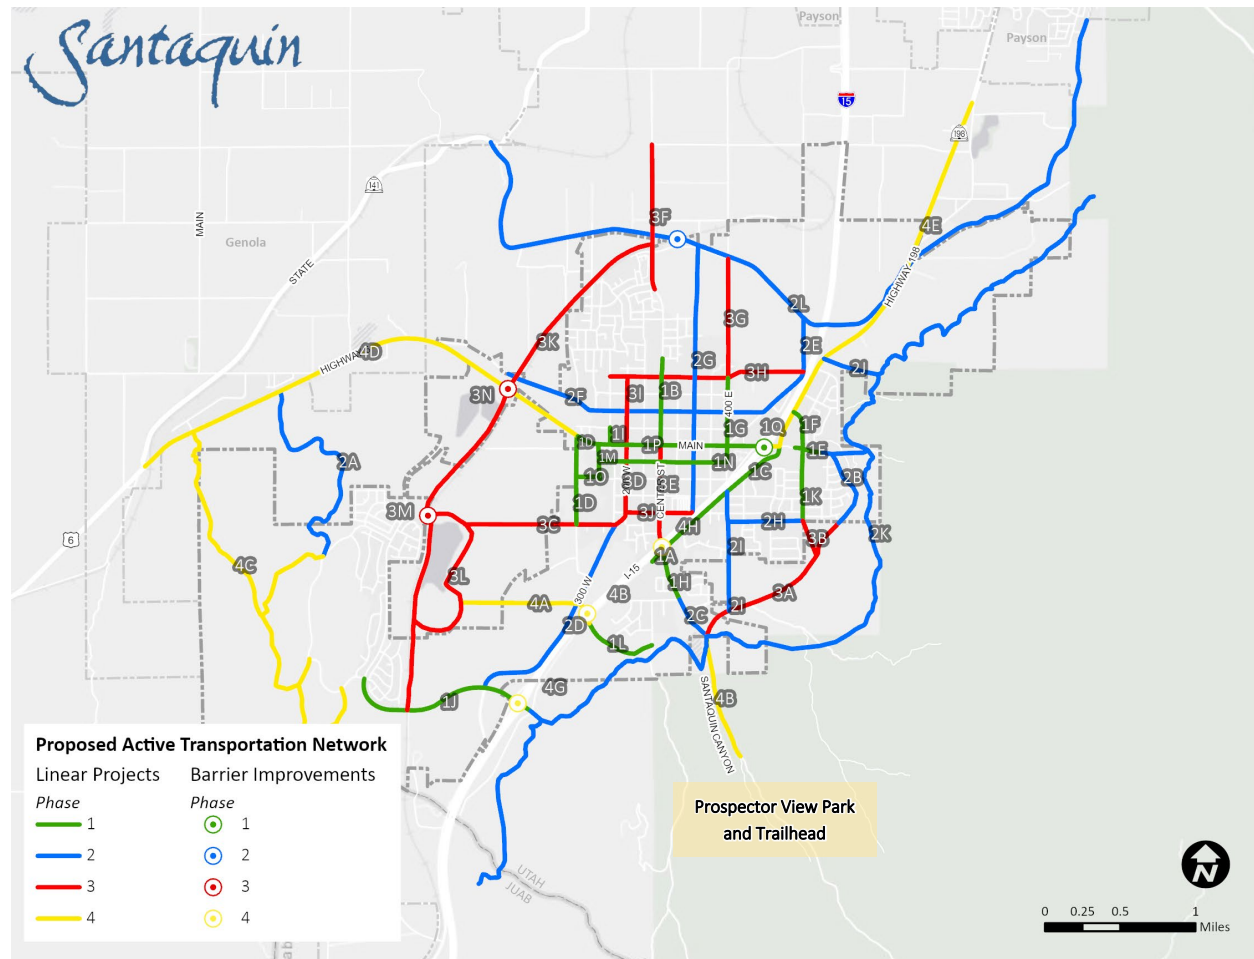 Santaquin
Payson
Payson
15
198
141
MAIN
Genola
STATE
3F
4E
HIGHWAY 198
2L
3G
3K
2E
4D
HIGHWAY
2G
2J
3H
3N
3I
1B
2F
400 E
1I
1G
1Q
1F
1P
MAIN
1E
1M
1N
2A
1C
2B
3D
3E
CENTER ST
1D
1K
3M
3C
3J
4H
2H
2K
6
3B
2I
1A
4C
3L
I-15
1H
300 W
4B
3A
4A
2I
2C
2D
1L
4G
1J
4B
SANTAQUIN CANYON
Proposed Active Transportation Network
Linear Projects
Barrier Improvements
Phase
Phase
1
1
2
2
3
3
4
4
Prospector View Park
and Trailhead
UTAH
JUAB
N
0 0.25 0.5 1
Miles